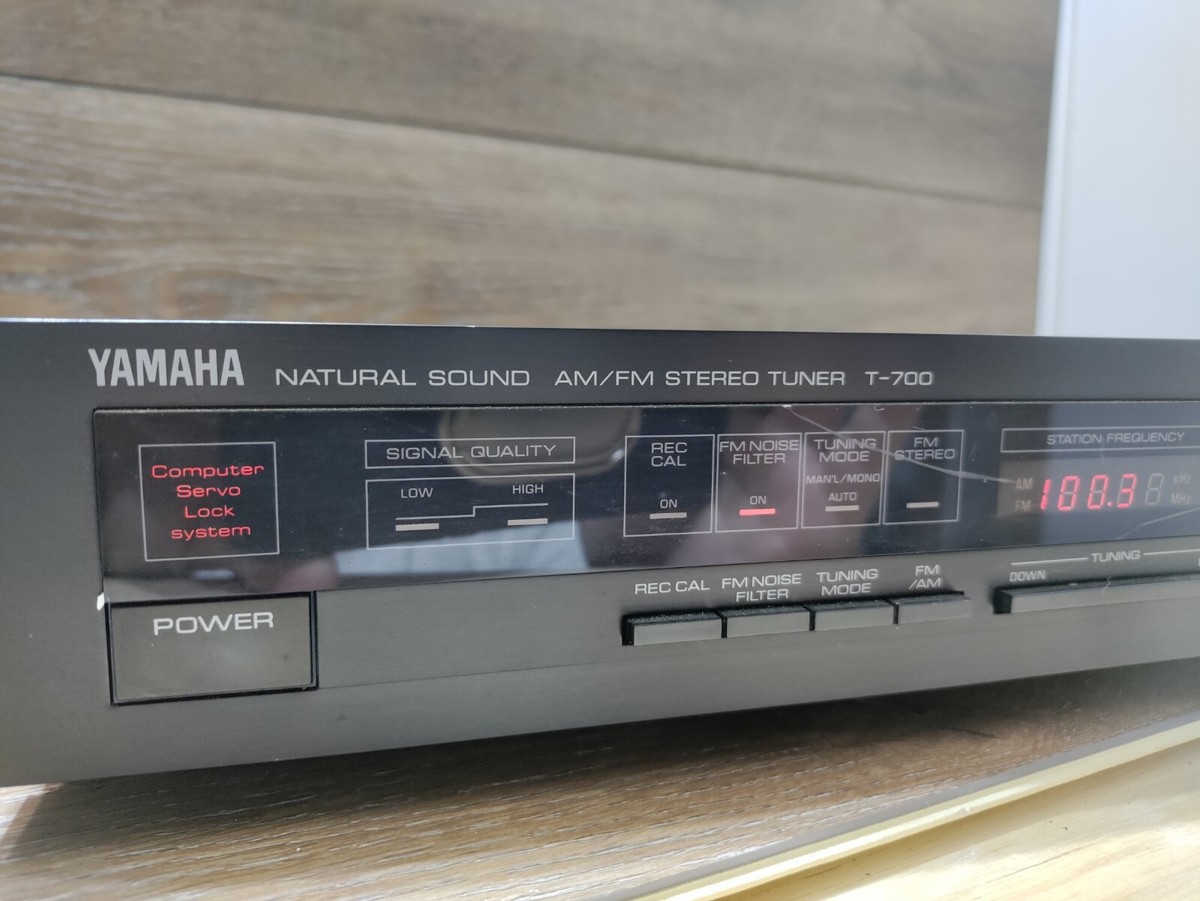 YAMAHA NATURAL SOUND AM/FM STEREO TUNER T-700
Computer
Servo
Lock
system
SIGNAL QUALITY
LOW HIGH
REC
CAL
ON
FM NOISE
FILTER
ON
TUNING
MODE
MAN'L/MONO
AUTO
FM
STEREO
STATION FREQUENCY
AM kHz
FM 100.3 MHz
POWER
REC CAL
FM NOISE
FILTER
TUNING
MODE
FM
/AM
TUNING
DOWN